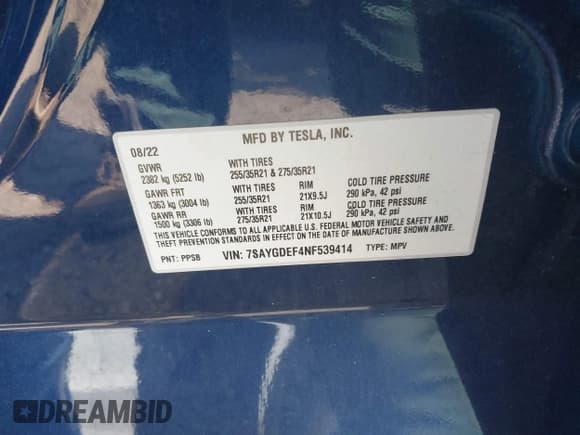 MFD BY TESLA, INC.
08/22
GVWR WITH TIRES
2382 kg (5252 lb) 255/35R21 & 275/35R21
GAWR FRT WITH TIRES RIM COLD TIRE PRESSURE
1363 kg (3004 lb) 255/35R21 21X9.5J 290 kPa, 42 psi
GAWR RR WITH TIRES RIM COLD TIRE PRESSURE
1500 kg (3306 lb) 275/35R21 21X10.5J 290 kPa, 42 psi
THIS VEHICLE CONFORMS TO ALL APPLICABLE U.S. FEDERAL MOTOR VEHICLE SAFETY AND
THEFT PREVENTION STANDARDS IN EFFECT ON THE DATE OF MANUFACTURE SHOWN ABOVE.
PNT: PPSB VIN: 7SAYGDEF4NF539414 TYPE: MPV
DREAMBID